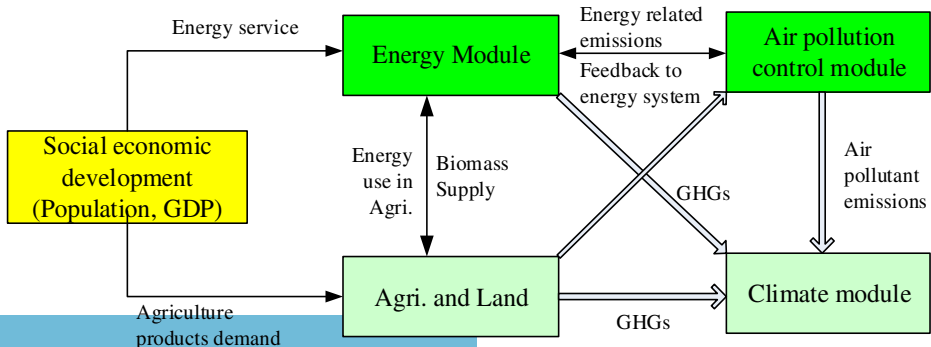 Energy service
Energy Module
Energy related
emissions
Feedback to
energy system
Air pollution
control module
Social economic
development
(Population, GDP)
Energy
use in
Agri.
Biomass
Supply
GHGs
Air
pollutant
emissions
Agri. and Land
GHGs
Climate module
Agriculture
products demand